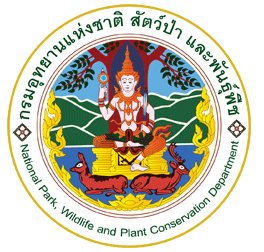 กรมอุทยานแห่งชาติ สัตว์ป่า และพันธุ์พืช
National Park, Wildlife and Plant Conservation Department